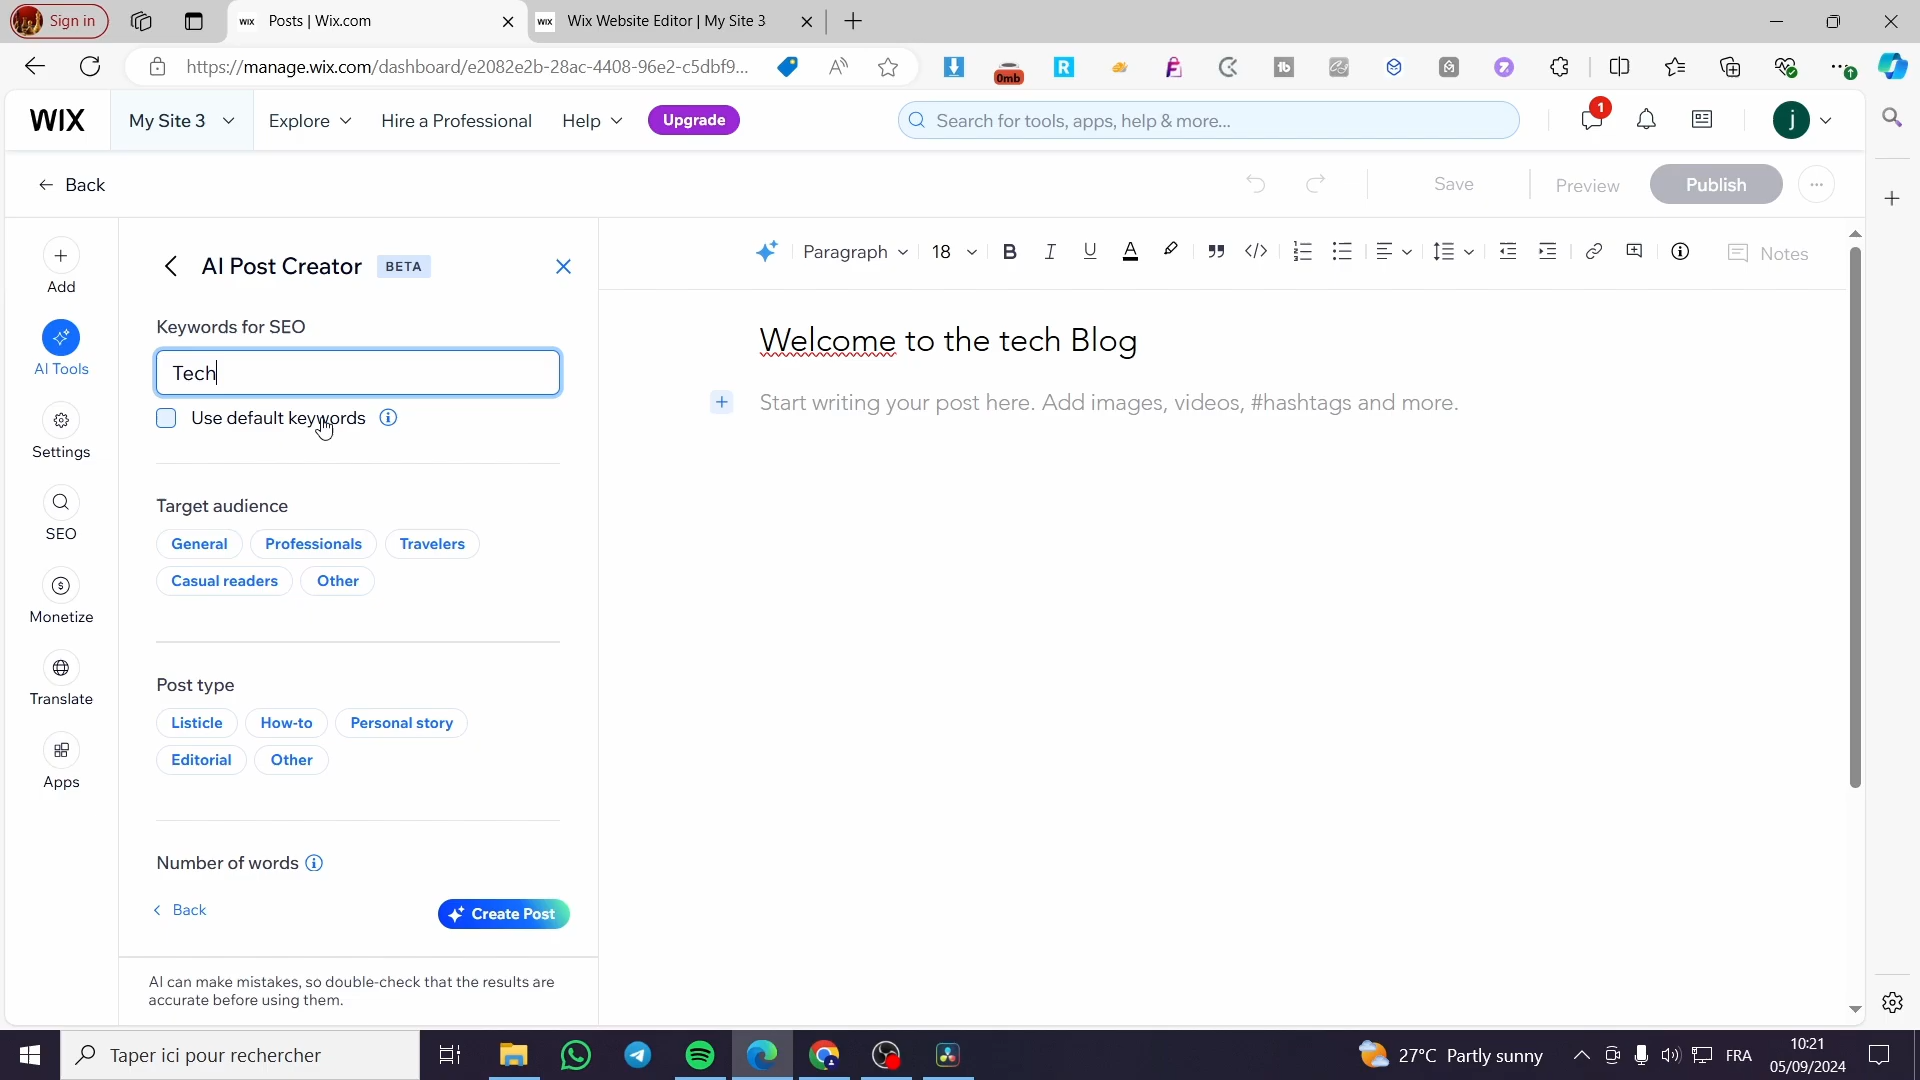 Sign in
WIX Posts | Wix.com
WIX Wix Website Editor | My Site 3
https://manage.wix.com/dashboard/e2082e2b-28ac-4408-96e2-c5dbf9...
0mb
WIX
My Site 3
Explore
Hire a Professional
Help
Upgrade
Search for tools, apps, help & more...
1
j
Back
Save
Preview
Publish
Add
AI Tools
Settings
SEO
Monetize
Translate
Apps
AI Post Creator BETA
Keywords for SEO
Tech
Use default keywords
Target audience
General Professionals Travelers
Casual readers Other
Post type
Listicle How-to Personal story
Editorial Other
Number of words
Back
Create Post
AI can make mistakes, so double-check that the results are
accurate before using them.
Paragraph 18
Notes
Welcome to the tech Blog
Start writing your post here. Add images, videos, #hashtags and more.
Taper ici pour rechercher
27°C Partly sunny
FRA
10:21
05/09/2024